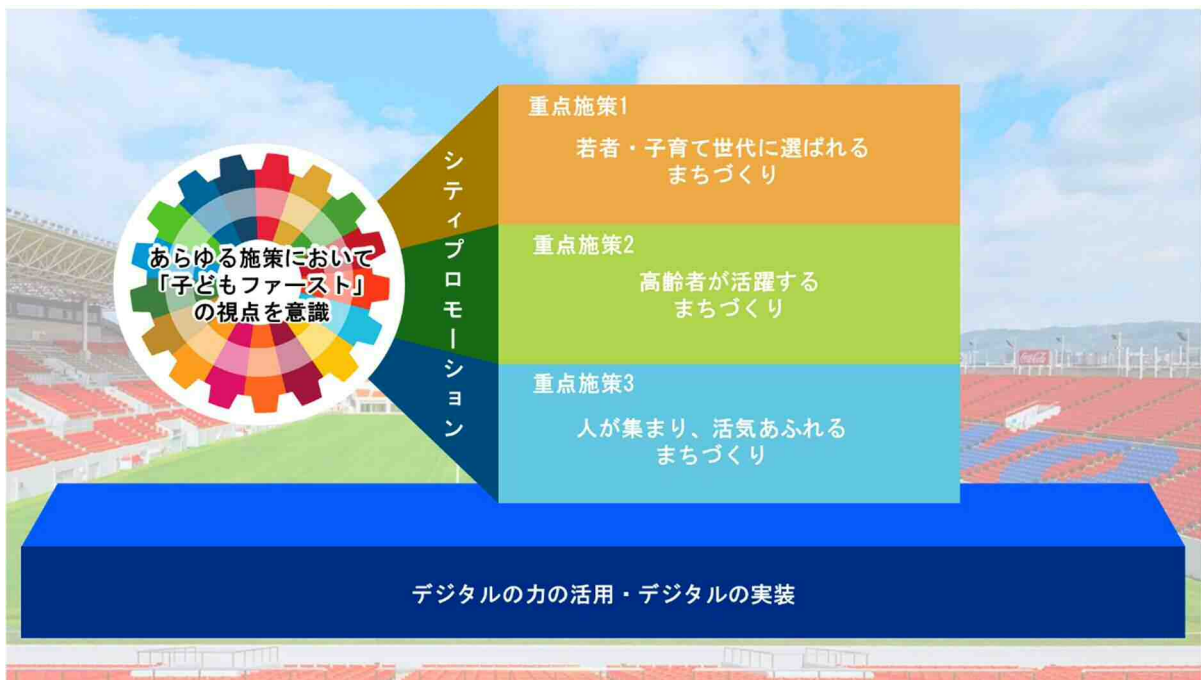 あらゆる施策において
「子どもファースト」
の視点を意識
シティプロモーション
重点施策1
若者・子育て世代に選ばれる
まちづくり
重点施策2
高齢者が活躍する
まちづくり
重点施策3
人が集まり、活気あふれる
まちづくり
Coca-Cola
デジタルの力の活用・デジタルの実装